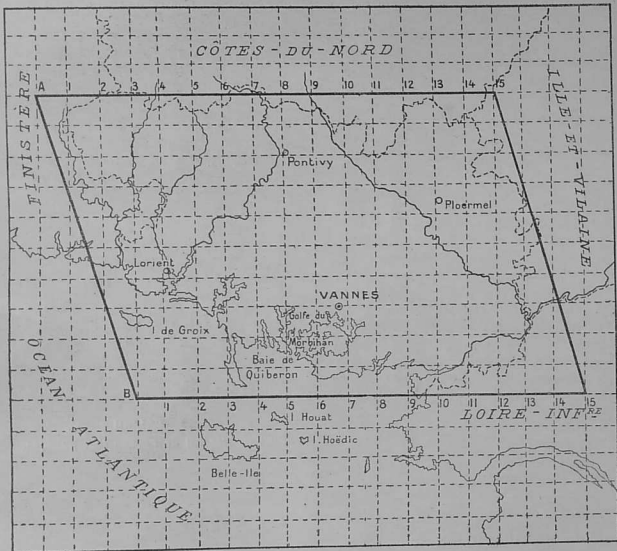 CÔTES-DU-NORD
A 1 2 3 4 5 6 7 8 9 10 11 12 13 14 15
FINISTÈRE
ILLE-ET-VILAINE
Pontivy
Ploermel
Lorient
VANNES
de Groix
Golfe du
Morbihan
Baie de
Quiberon
OCÉAN ATLANTIQUE
B 1 2 3 4 5 6 7 8 9 10 11 12 13 14 15
LOIRE-INFRE
I Houat
I. Hoëdic
Belle-Ile